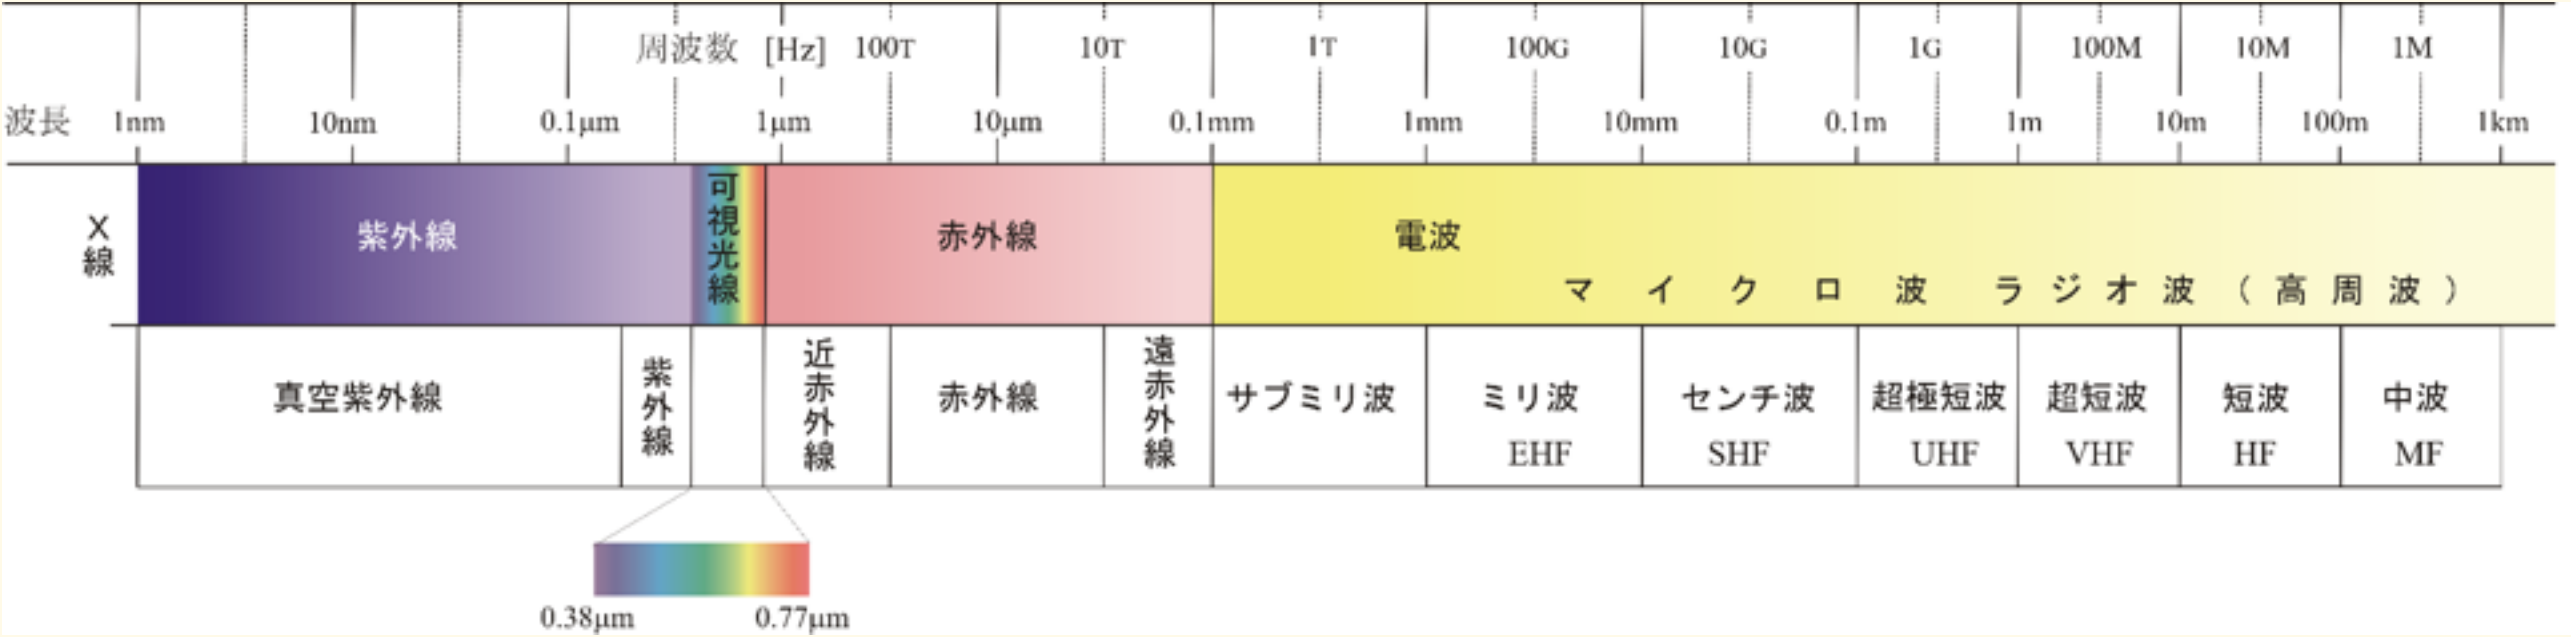 周波数 [Hz] 100T 10T 1T 100G 10G 1G 100M 10M 1M
波長 1nm 10nm 0.1μm 1μm 10μm 0.1mm 1mm 10mm 0.1m 1m 10m 100m 1km
X線
紫外線
可視光線
赤外線
電波
マイクロ波 ラジオ波(高周波)
真空紫外線
紫外線
近赤外線
赤外線
遠赤外線
サブミリ波
ミリ波
EHF
センチ波
SHF
超極短波
UHF
超短波
VHF
短波
HF
中波
MF
0.38μm 0.77μm